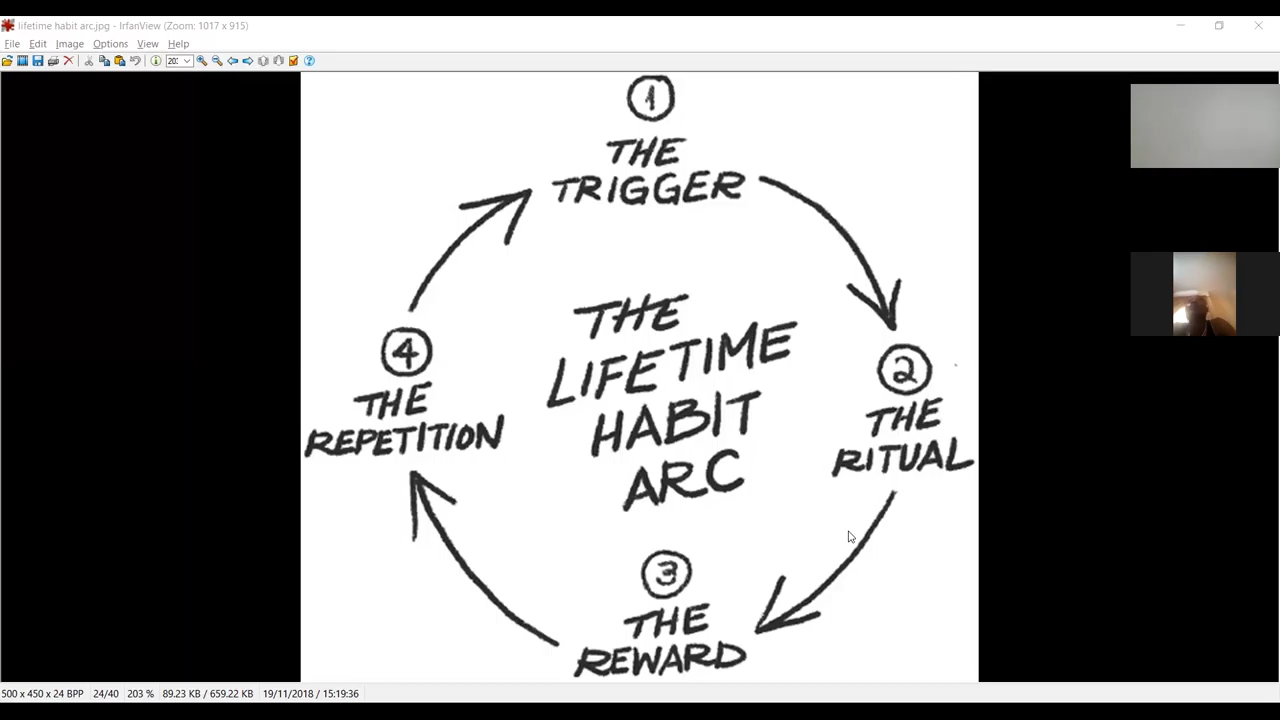 lifetime habit arc.jpg - IrfanView (Zoom: 1017 x 915)
File Edit Image Options View Help
1
THE
TRIGGER
2
THE
RITUAL
3
THE
REWARD
4
THE
REPETITION
THE
LIFETIME
HABIT
ARC
500 x 450 x 24 BPP 24/40 203 % 89.23 KB / 659.22 KB 19/11/2018 / 15:19:36